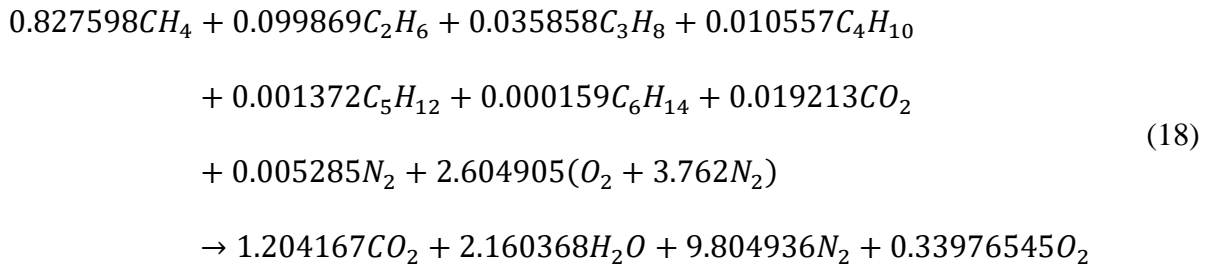 0.827598CH₄ + 0.099869C₂H₆ + 0.035858C₃H₈ + 0.010557C₄H₁₀
+ 0.001372C₅H₁₂ + 0.000159C₆H₁₄ + 0.019213CO₂
(18)
+ 0.005285N₂ + 2.604905(O₂ + 3.762N₂)
→ 1.204167CO₂ + 2.160368H₂O + 9.804936N₂ + 0.33976545O₂